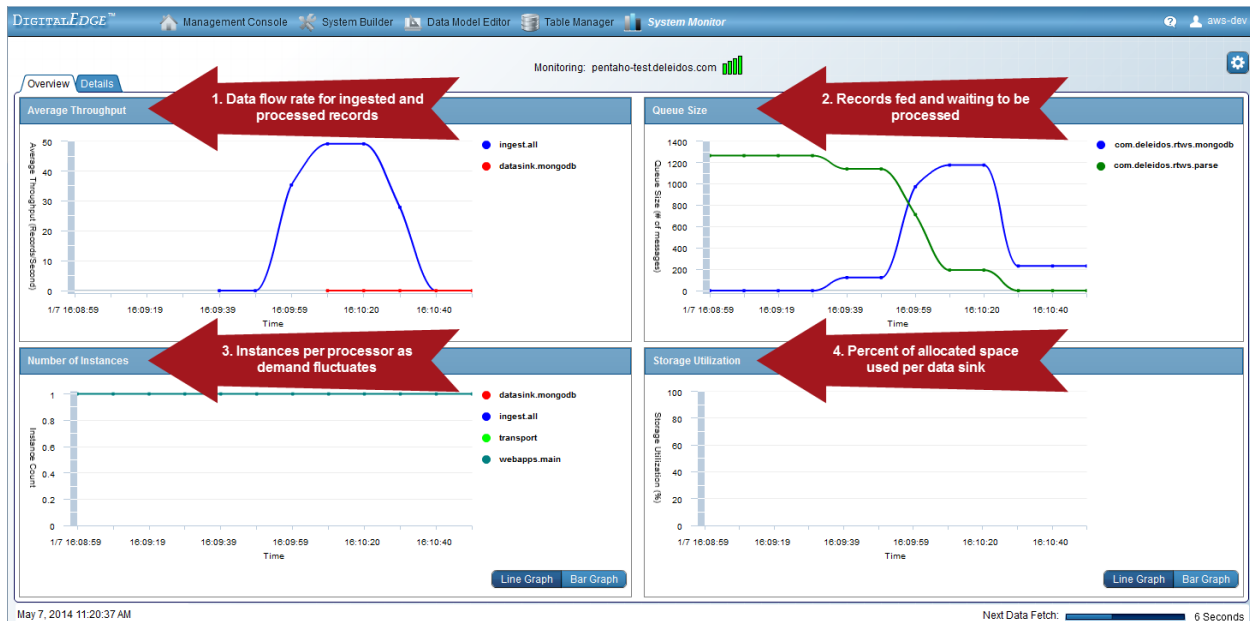 DIGITALEDGE™
Management Console
System Builder
Data Model Editor
Table Manager
System Monitor
aws-dev
Monitoring: pentaho-test.deleidos.com
Overview
Details
Average Throughput
1. Data flow rate for ingested and
processed records
50
40
30
20
10
0
Average Throughput (Records/Second)
1/7 16:08:59
16:09:19
16:09:39
16:09:59
16:10:20
16:10:40
Time
ingest.all
datasink.mongodb
Queue Size
2. Records fed and waiting to be
processed
1400
1200
1000
800
600
400
200
0
Queue Size (# of messages)
1/7 16:08:59
16:09:19
16:09:39
16:09:59
16:10:20
16:10:40
Time
com.deleidos.rtws.mongodb
com.deleidos.rtws.parse
Number of Instances
3. Instances per processor as
demand fluctuates
1
0.8
0.6
0.4
0.2
0
Instance Count
1/7 16:08:59
16:09:19
16:09:39
16:09:59
16:10:20
16:10:40
Time
datasink.mongodb
ingest.all
transport
webapps.main
Line Graph
Bar Graph
Storage Utilization
4. Percent of allocated space
used per data sink
100
80
60
40
20
0
Storage Utilization (%)
1/7 16:08:59
16:09:19
16:09:39
16:09:59
16:10:20
16:10:40
Time
Line Graph
Bar Graph
May 7, 2014 11:20:37 AM
Next Data Fetch:
6 Seconds